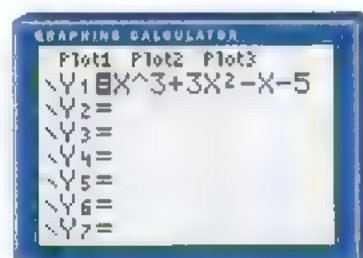 GRAPHING CALCULATOR
Plot1 Plot2 Plot3
\Y1=X^3+3X²-X-5
\Y2=
\Y3=
\Y4=
\Y5=
\Y6=
\Y7=